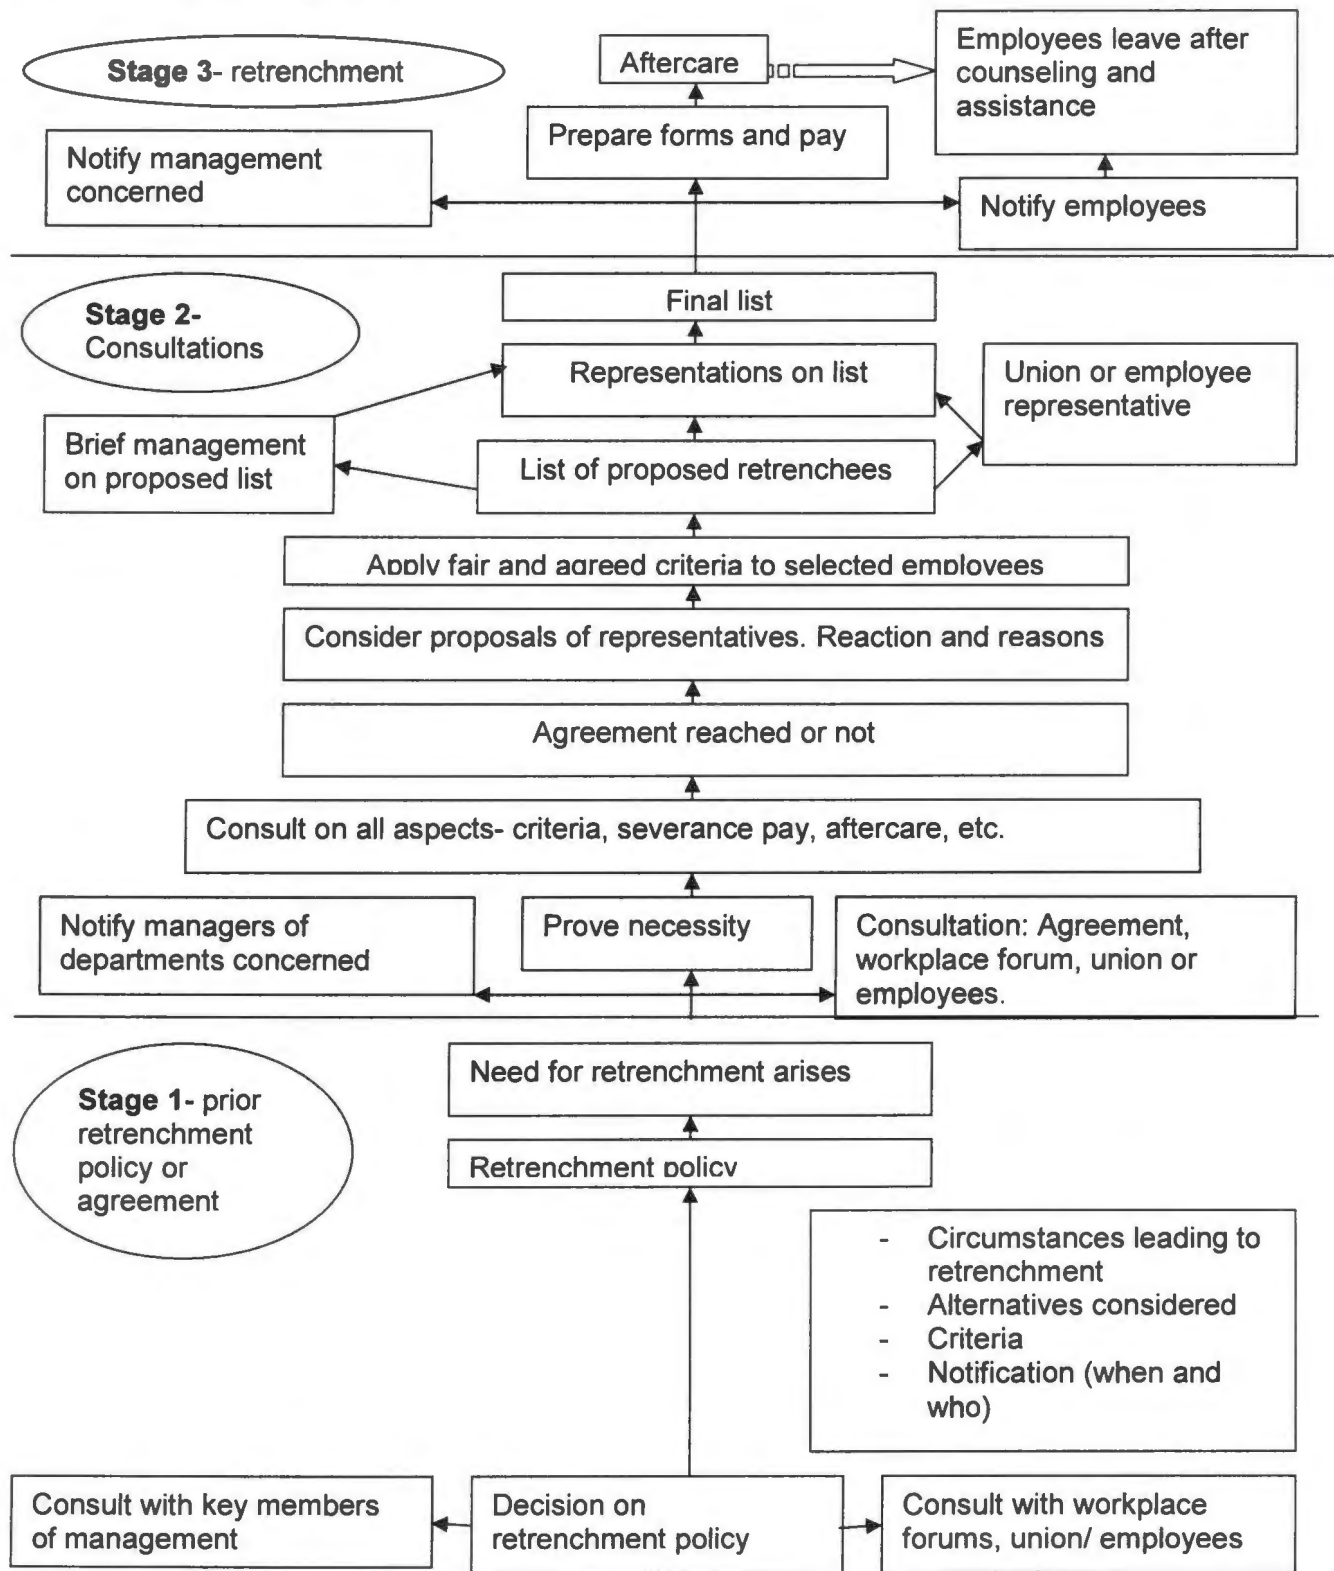 Stage 3- retrenchment
Aftercare
Employees leave after
counseling and
assistance
Prepare forms and pay
Notify management
concerned
Notify employees
Final list
Stage 2-
Consultations
Representations on list
Union or employee
representative
Brief management
on proposed list
List of proposed retrenchees
Apply fair and agreed criteria to selected employees
Consider proposals of representatives. Reaction and reasons
Agreement reached or not
Consult on all aspects- criteria, severance pay, aftercare, etc.
Notify managers of
departments concerned
Prove necessity
Consultation: Agreement,
workplace forum, union or
employees.
Need for retrenchment arises
Stage 1- prior
retrenchment
policy or
agreement
Retrenchment policy
- Circumstances leading to
retrenchment
- Alternatives considered
- Criteria
- Notification (when and
who)
Consult with key members
of management
Decision on
retrenchment policy
Consult with workplace
forums, union/ employees